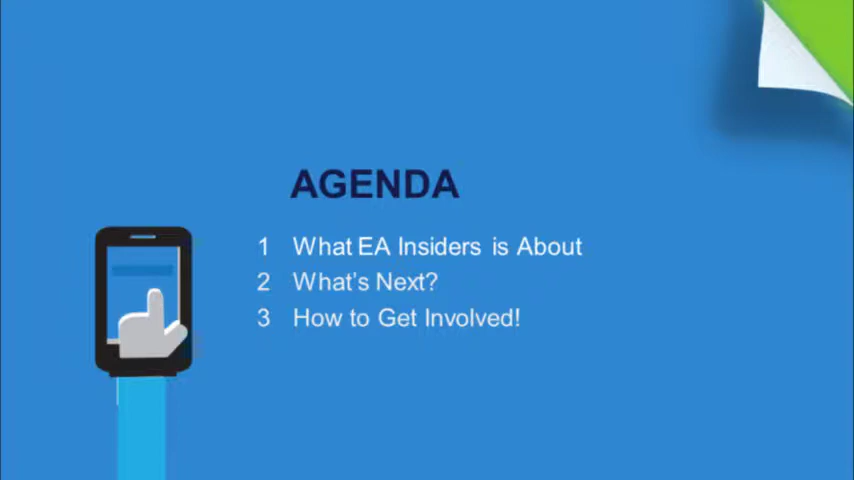 AGENDA
1 What EA Insiders is About
2 What's Next?
3 How to Get Involved!